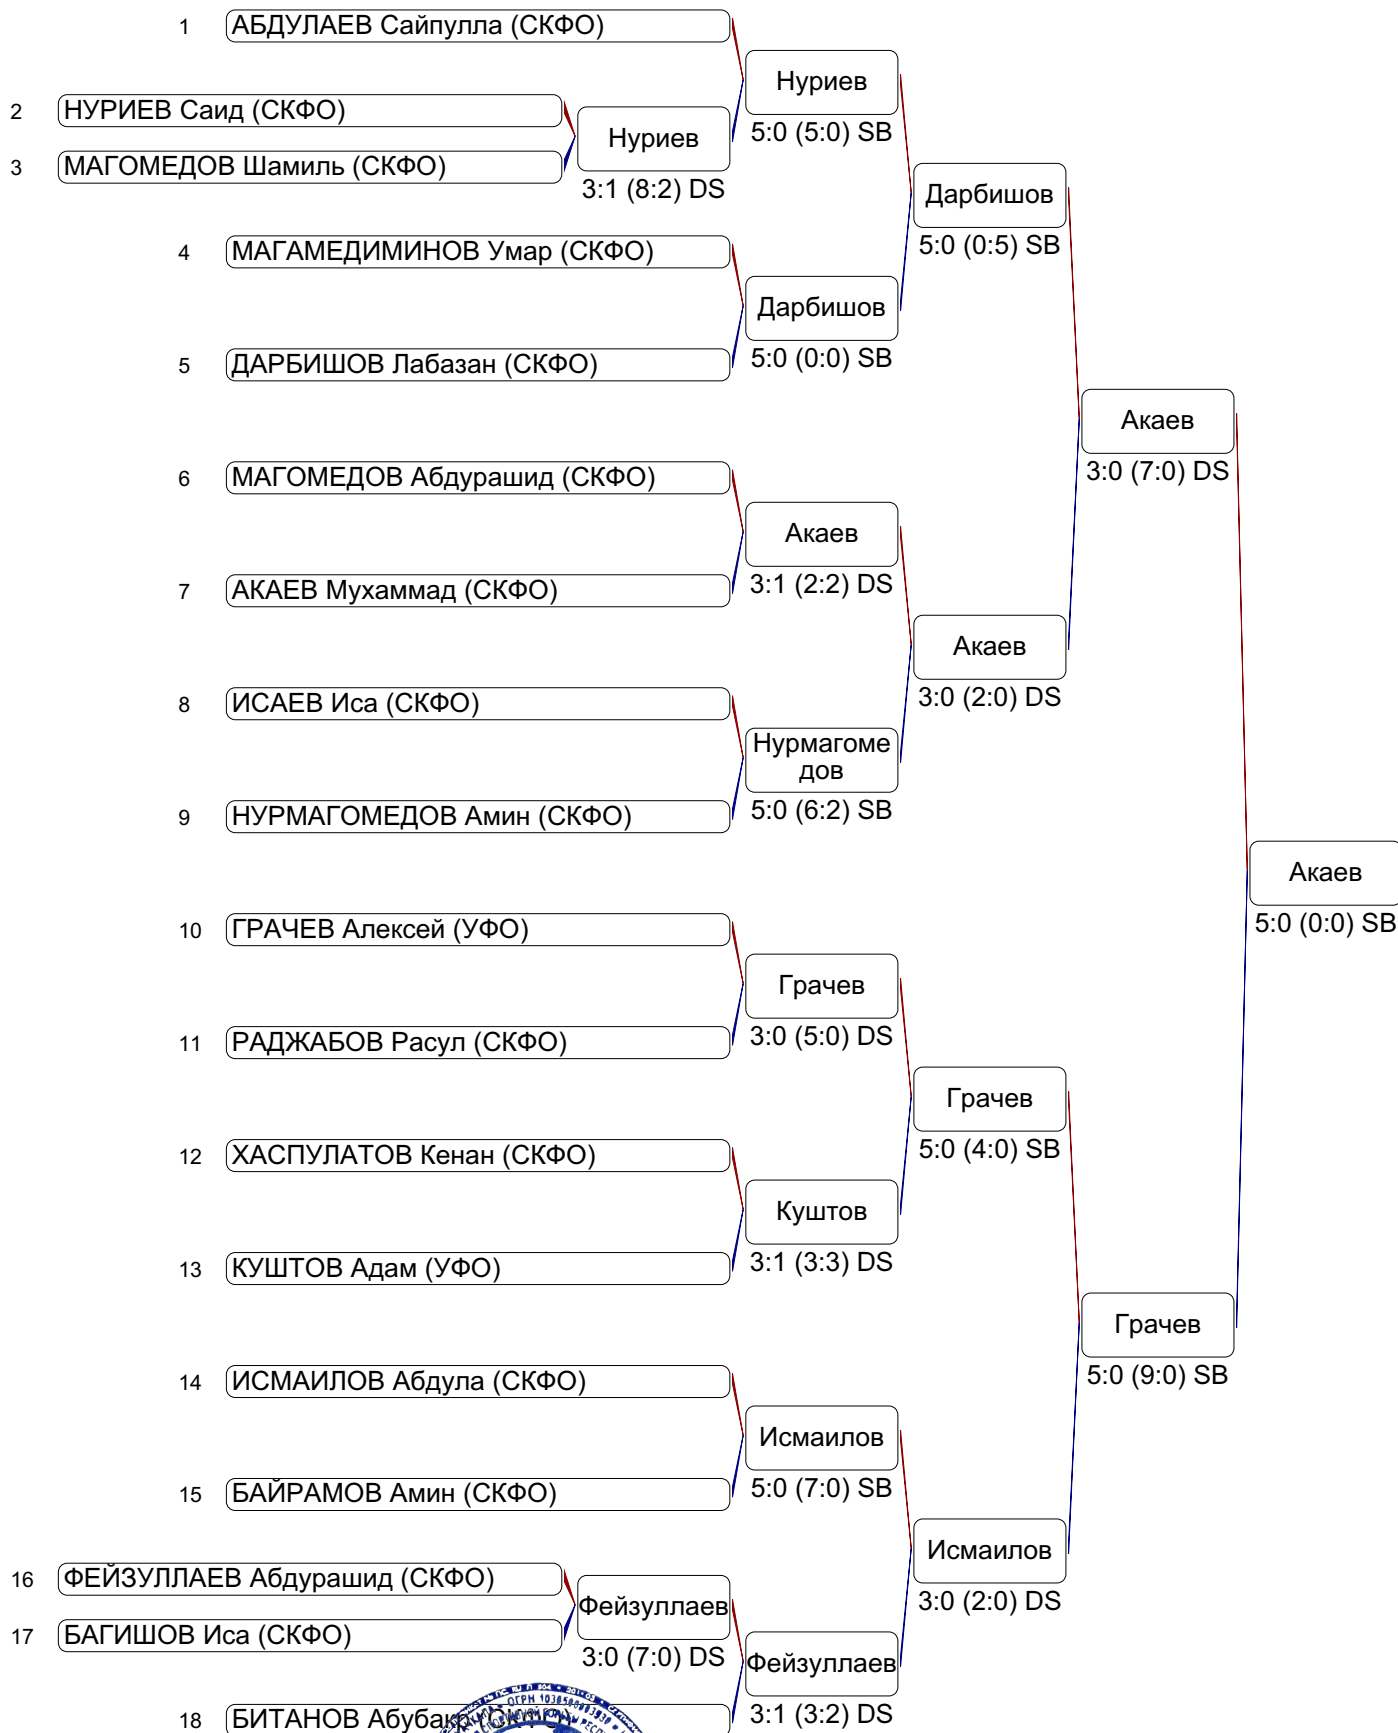 1 АБДУЛАЕВ Сайпулла (СКФО)
Нуриев
5:0 (5:0) SB
2 НУРИЕВ Саид (СКФО)
Нуриев
3:1 (8:2) DS
3 МАГОМЕДОВ Шамиль (СКФО)
Дарбишов
5:0 (0:5) SB
4 МАГАМЕДИМИНОВ Умар (СКФО)
Дарбишов
5:0 (0:0) SB
5 ДАРБИШОВ Лабазан (СКФО)
Акаев
3:0 (7:0) DS
6 МАГОМЕДОВ Абдурашид (СКФО)
Акаев
3:1 (2:2) DS
7 АКАЕВ Мухаммад (СКФО)
Акаев
3:0 (2:0) DS
8 ИСАЕВ Иса (СКФО)
Нурмагоме
дов
5:0 (6:2) SB
9 НУРМАГОМЕДОВ Амин (СКФО)
Акаев
5:0 (0:0) SB
10 ГРАЧЕВ Алексей (УФО)
Грачев
3:0 (5:0) DS
11 РАДЖАБОВ Расул (СКФО)
Грачев
5:0 (4:0) SB
12 ХАСПУЛАТОВ Кенан (СКФО)
Куштов
3:1 (3:3) DS
13 КУШТОВ Адам (УФО)
Грачев
5:0 (9:0) SB
14 ИСМАИЛОВ Абдула (СКФО)
Исмаилов
5:0 (7:0) SB
15 БАЙРАМОВ Амин (СКФО)
Исмаилов
3:0 (2:0) DS
16 ФЕЙЗУЛЛАЕВ Абдурашид (СКФО)
Фейзуллаев
3:0 (7:0) DS
17 БАГИШОВ Иса (СКФО)
Фейзуллаев
3:1 (3:2) DS
18 БИТАНОВ Абубакр (СКФО)